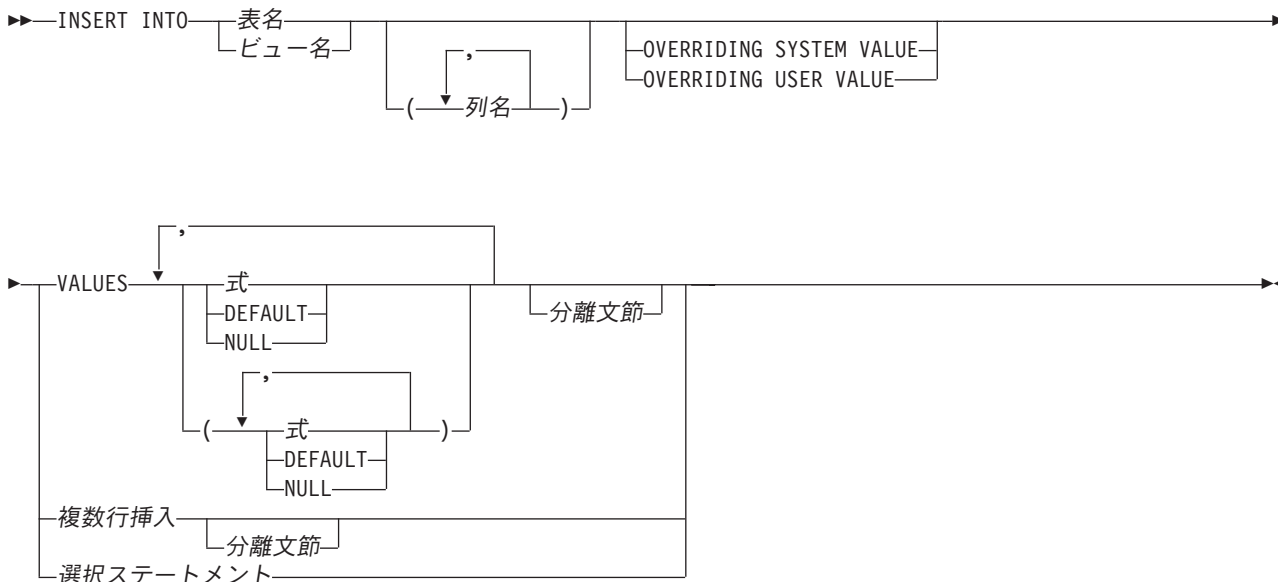 INSERT INTO 表名
ビュー名
,
( 列名 )
OVERRIDING SYSTEM VALUE
OVERRIDING USER VALUE
,
VALUES 式
DEFAULT
NULL
分離文節
,
( 式 )
DEFAULT
NULL
複数行挿入
分離文節
選択ステートメント